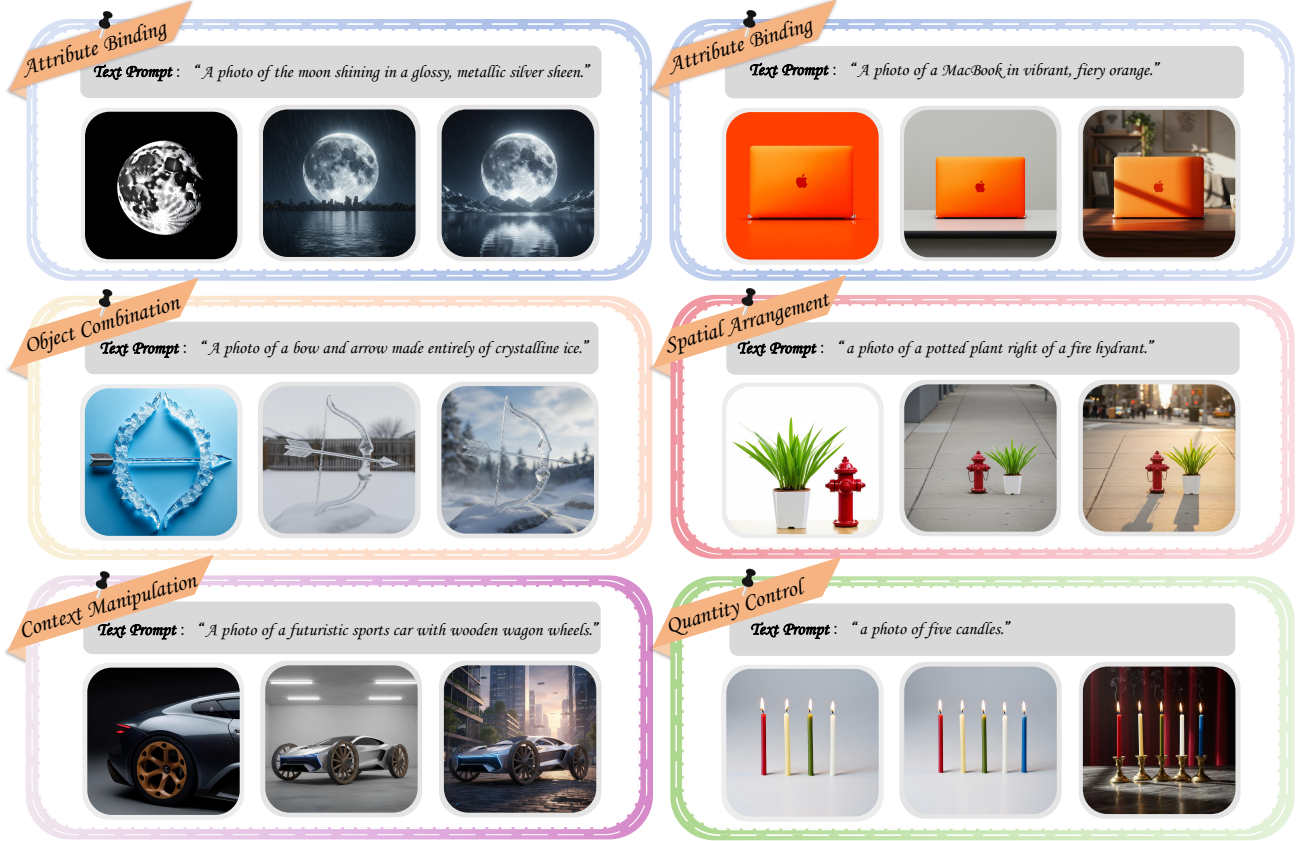 Attribute Binding
Text Prompt : “ A photo of the moon shining in a glossy, metallic silver sheen.”
Attribute Binding
Text Prompt : “ A photo of a MacBook in vibrant, fiery orange.”
Object Combination
Text Prompt : “ A photo of a bow and arrow made entirely of crystalline ice.”
Spatial Arrangement
Text Prompt : “ a photo of a potted plant right of a fire hydrant.”
Context Manipulation
Text Prompt : “ A photo of a futuristic sports car with wooden wagon wheels.”
Quantity Control
Text Prompt : “ a photo of five candles.”